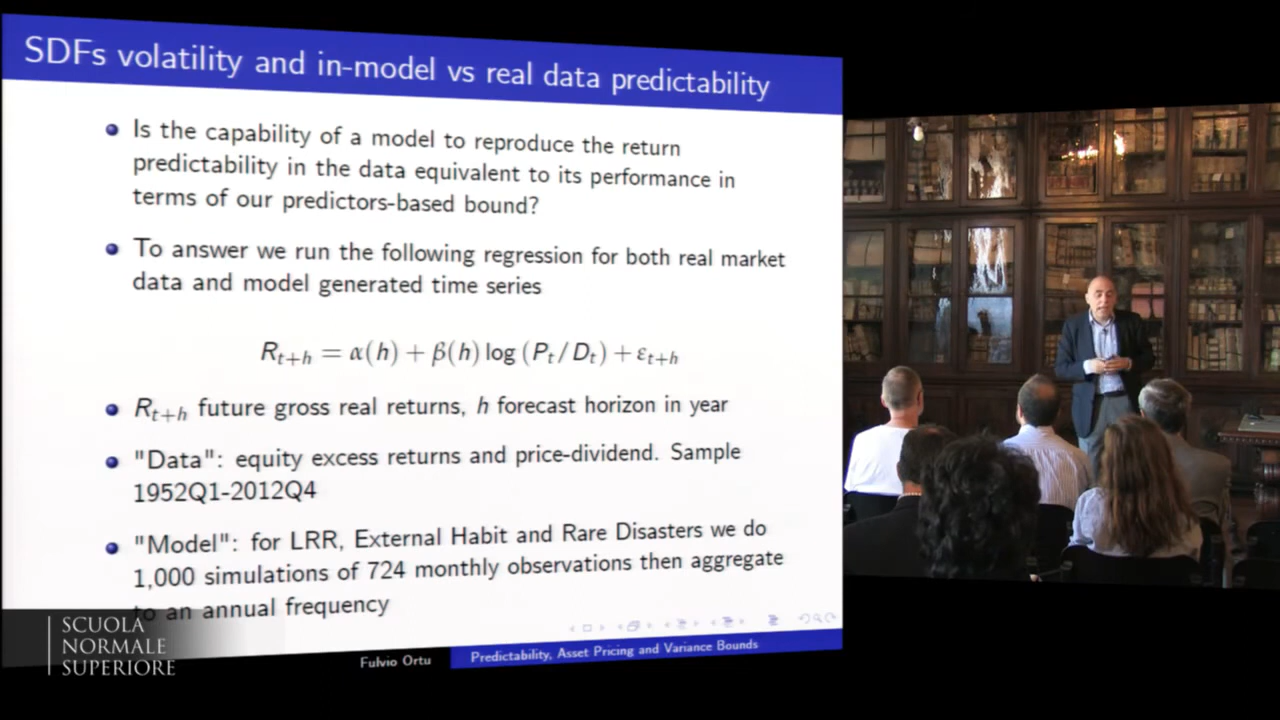 SDFs volatility and in-model vs real data predictability
Is the capability of a model to reproduce the return
predictability in the data equivalent to its performance in
terms of our predictors-based bound?
To answer we run the following regression for both real market
data and model generated time series
R_{t+h} = α(h) + β(h) log (P_t/D_t) + ε_{t+h}
R_{t+h} future gross real returns, h forecast horizon in year
"Data": equity excess returns and price-dividend. Sample
1952Q1-2012Q4
"Model": for LRR, External Habit and Rare Disasters we do
1,000 simulations of 724 monthly observations then aggregate
to an annual frequency
SCUOLA
NORMALE
SUPERIORE
Fulvio Ortu
Predictability, Asset Pricing and Variance Bounds